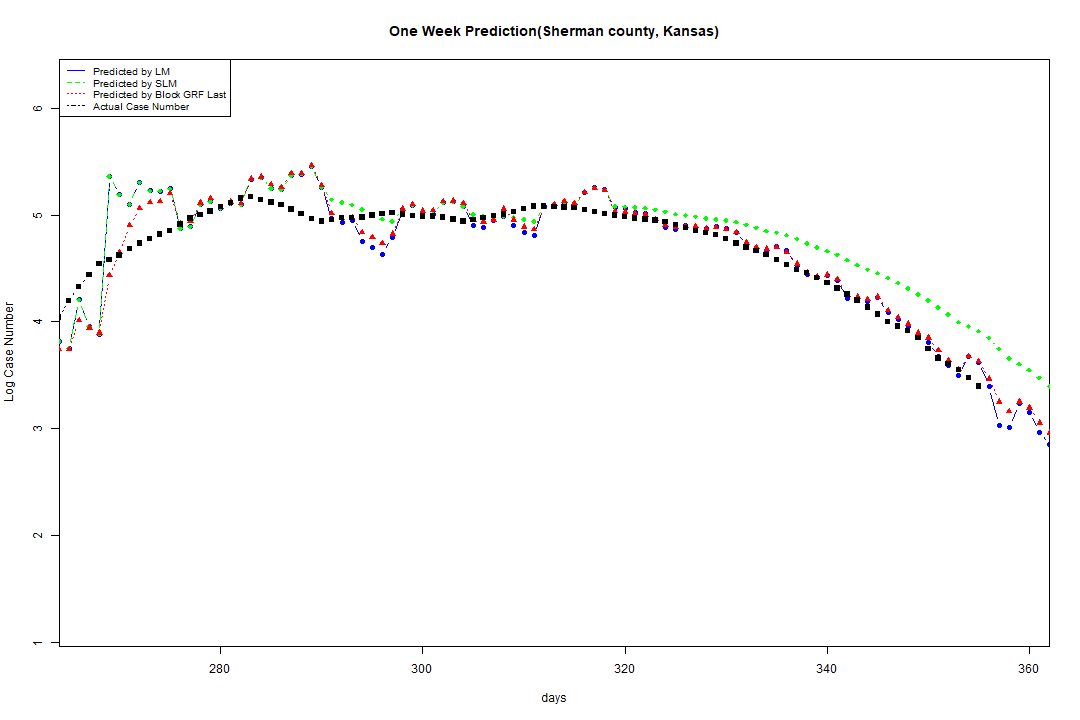 One Week Prediction(Sherman county, Kansas)
Predicted by LM
Predicted by SLM
Predicted by Block GRF Last
Actual Case Number
6
5
4
3
2
1
Log Case Number
280 300 320 340 360
days